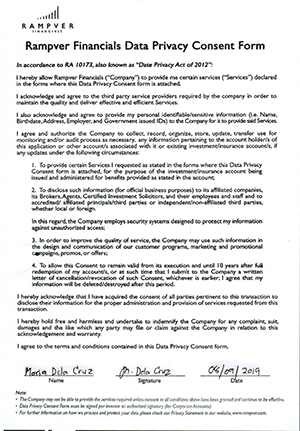 RAMPVER
FINANCIALS
Rampver Financials Data Privacy Consent Form
In accordance to RA 10173, also known as "Date Privacy Act of 2012":
I hereby allow Rampver Financials ("Company") to provide me certain services ("Services") declared
in the forms where this Data Privacy Consent form is attached.
I acknowledge and agree to the third party service providers required by the company in order to
maintain the quality and deliver effective and efficient Services.
I also acknowledge and agree to provide my personal identifiable/sensitive information (i.e. Name,
Birthdate, Address, Employer, and Government issued IDs) to the Company for it to provide said Services.
I agree and authorize the Company to collect, record, organize, store, update, transfer use for
monitoring and/or audit process as necessary, any information pertaining to the account holder/s of
this application or other account/s associated with it or existing investment/insurance account/s, if
any updates under the following circumstances:
1. To provide certain Services I requested as stated in the forms where this Data Privacy
Consent form is attached, for the purpose of the investment/insurance account being
issued and administered for benefits provided as stated in the account.
2. To disclose such information (for official business purposes) to its affiliated companies,
its Brokers, Agents, Certified Investment Solicitors, and their employees and staff and to
accredited/ affiliated principals/third parties or independent/non-affiliated third parties,
whether local or foreign.
In this regard, the Company employs security systems designed to protect my information
against unauthorized access;
3. In order to improve the quality of service, the Company may use such information in
the design and communication of our customer programs, marketing and promotional
campaigns, promos, or offers;
4. To allow this Consent to remain valid from its execution and until 10 years after full
redemption of my account/s, or at such time that I submit to the Company a written
letter of cancellation/revocation of such Consent, whichever is earlier; I agree that my
information will be deleted/destroyed after this period.
I hereby acknowledge that I have acquired the consent of all parties pertinent to this transaction to
disclose their information for the proper administration and provision of services requested from this
transaction.
I hereby hold free and harmless and undertake to indemnify the Company for any complaint, suit,
damages and the like which any party may file or claim against the Company in relation to this
acknowledgement and warranty.
I agree to the terms and conditions contained in this Data Privacy Consent form.
Maria Dela Cruz M. Dela Cruz 06/09/2019
Name Signature Date
Note:
• The Company may not be able to provide the services required unless consent to all conditions above have been granted and continue to be effective.
• Data Privacy Consent Form must be signed per investor or authorized signatory (for Corporate Accounts).
• For further information on how we process and protect your data, please check our Privacy Statement in our website, www.rampver.com.